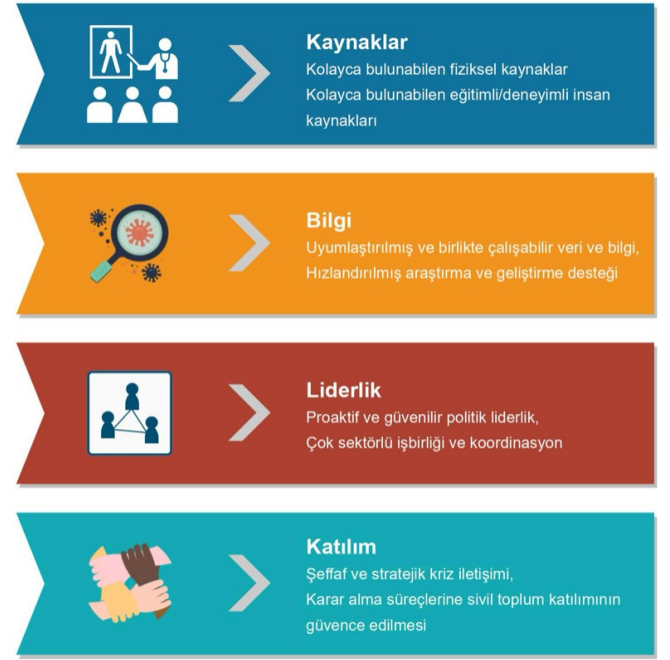 Kaynaklar
Kolayca bulunabilen fiziksel kaynaklar
Kolayca bulunabilen eğitimli/deneyimli insan
kaynakları
Bilgi
Uyumlaştırılmış ve birlikte çalışabilir veri ve bilgi,
Hızlandırılmış araştırma ve geliştirme desteği
Liderlik
Proaktif ve güvenilir politik liderlik,
Çok sektörlü işbirliği ve koordinasyon
Katılım
Şeffaf ve stratejik kriz iletişimi,
Karar alma süreçlerine sivil toplum katılımının
güvence edilmesi